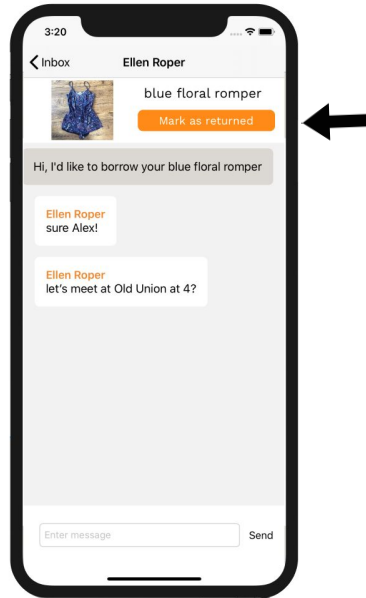 3:20
Inbox Ellen Roper
blue floral romper
Mark as returned
Hi, I'd like to borrow your blue floral romper
Ellen Roper
sure Alex!
Ellen Roper
let's meet at Old Union at 4?
Enter message Send